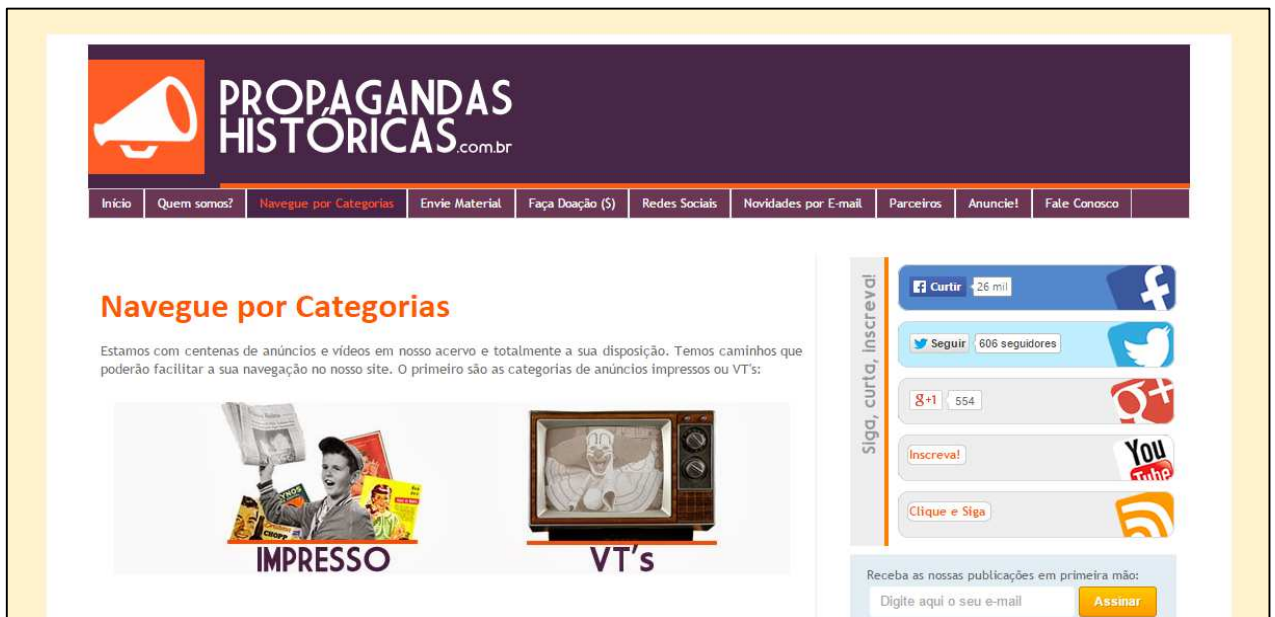 PROPAGANDAS
HISTÓRICAS.com.br
Início Quem somos? Navegue por Categorias Envie Material Faça Doação ($) Redes Sociais Novidades por E-mail Parceiros Anuncie! Fale Conosco
Navegue por Categorias
Estamos com centenas de anúncios e vídeos em nosso acervo e totalmente a sua disposição. Temos caminhos que
poderão facilitar a sua navegação no nosso site. O primeiro são as categorias de anúncios impressos ou VT's:
IMPRESSO
VT's
Siga, curta, inscreva!
Curtir 26 mil
Seguir 606 seguidores
g+1 554
g+
Inscreva!
You
Tube
Clique e Siga
Receba as nossas publicações em primeira mão:
Digite aqui o seu e-mail Assinar